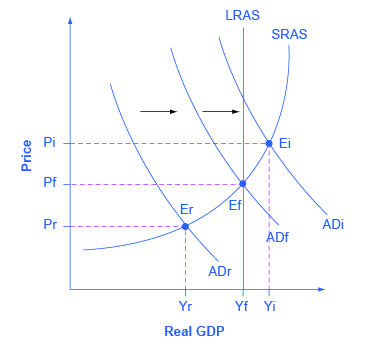 LRAS
SRAS
Pi
Ei
Price
Pf
Ef
Pr
Er
ADi
ADf
ADr
Yr
Yf
Yi
Real GDP